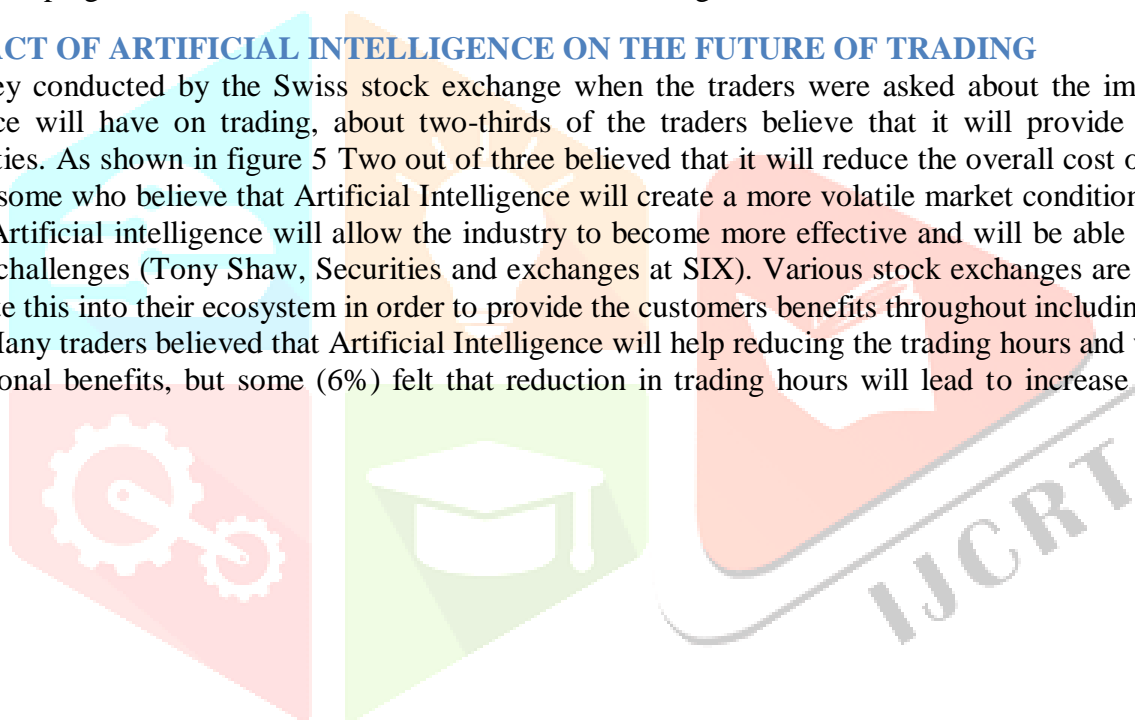 ACT OF ARTIFICIAL INTELLIGENCE ON THE FUTURE OF TRADING
ey conducted by the Swiss stock exchange when the traders were asked about the im
ce will have on trading, about two-thirds of the traders believe that it will provide
ties. As shown in figure 5 Two out of three believed that it will reduce the overall cost o
some who believe that Artificial Intelligence will create a more volatile market condition
Artificial intelligence will allow the industry to become more effective and will be able
challenges (Tony Shaw, Securities and exchanges at SIX). Various stock exchanges are
te this into their ecosystem in order to provide the customers benefits throughout includin
Many traders believed that Artificial Intelligence will help reducing the trading hours and
onal benefits, but some (6%) felt that reduction in trading hours will lead to increase
IJCRT